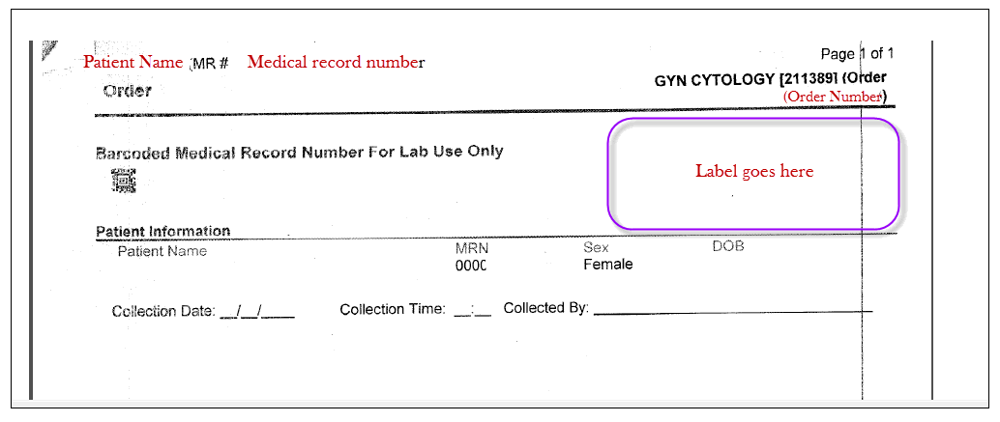 Patient Name (MR # Medical record number
Page 1 of 1
Order
GYN CYTOLOGY [211389] (Order
(Order Number)
Barcoded Medical Record Number For Lab Use Only
Label goes here
Patient Information
Patient Name MRN Sex DOB
0000 Female
Collection Date: __/__/____ Collection Time: __:__ Collected By: ____________________